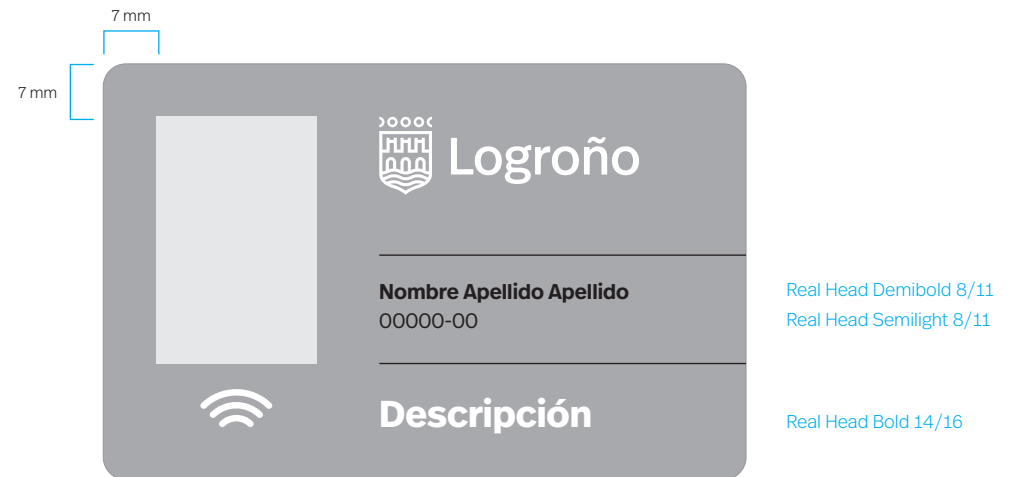 7 mm
7 mm
Logroño
Nombre Apellido Apellido
00000-00
Real Head Demibold 8/11
Real Head Semilight 8/11
Descripción
Real Head Bold 14/16